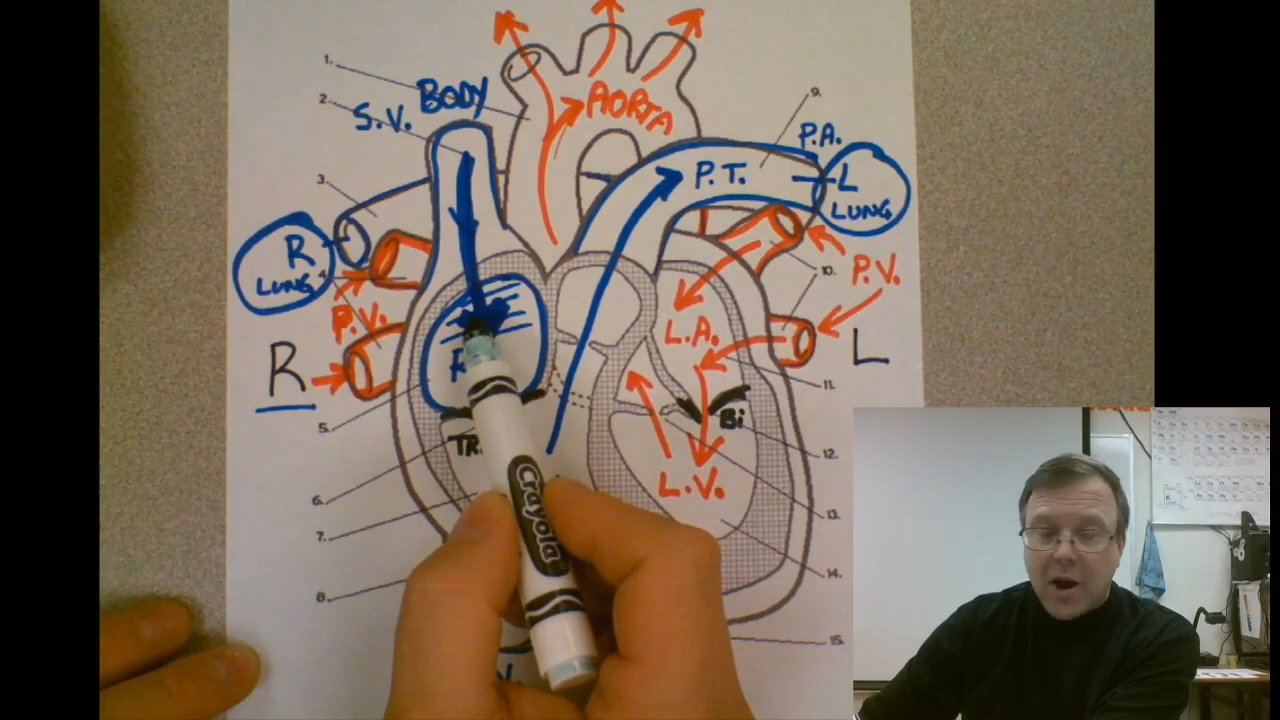 1.
BODY
AORTA
9.
2.
S.V.
P.A.
3.
P.T.
L
LUNG
R
LUNG
10.
P.V.
P.V.
L.A.
R
L
11.
5.
Bi
TR
12.
L.V.
6.
13.
7.
Crayola
14.
8.
15.